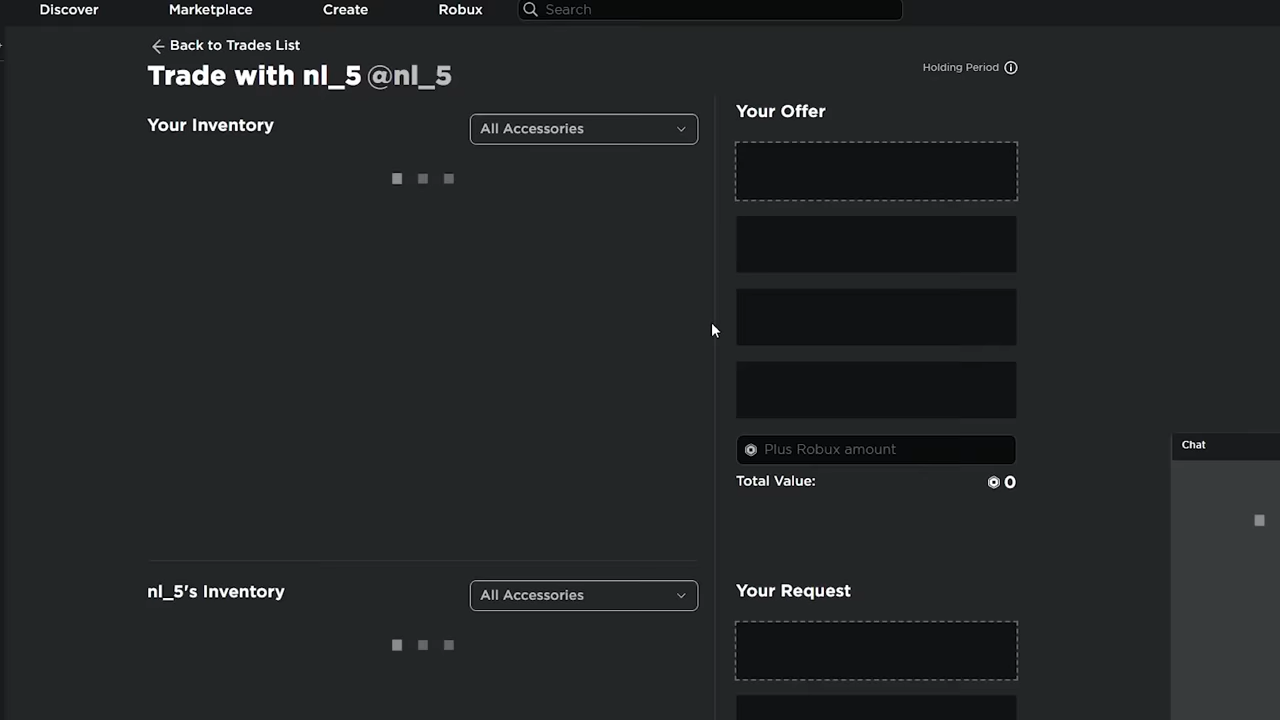 Discover Marketplace Create Robux Search
Back to Trades List
Trade with nl_5 @nl_5
Holding Period
Your Inventory
All Accessories
Your Offer
Plus Robux amount
Total Value: 0
Chat
nl_5's Inventory
All Accessories
Your Request